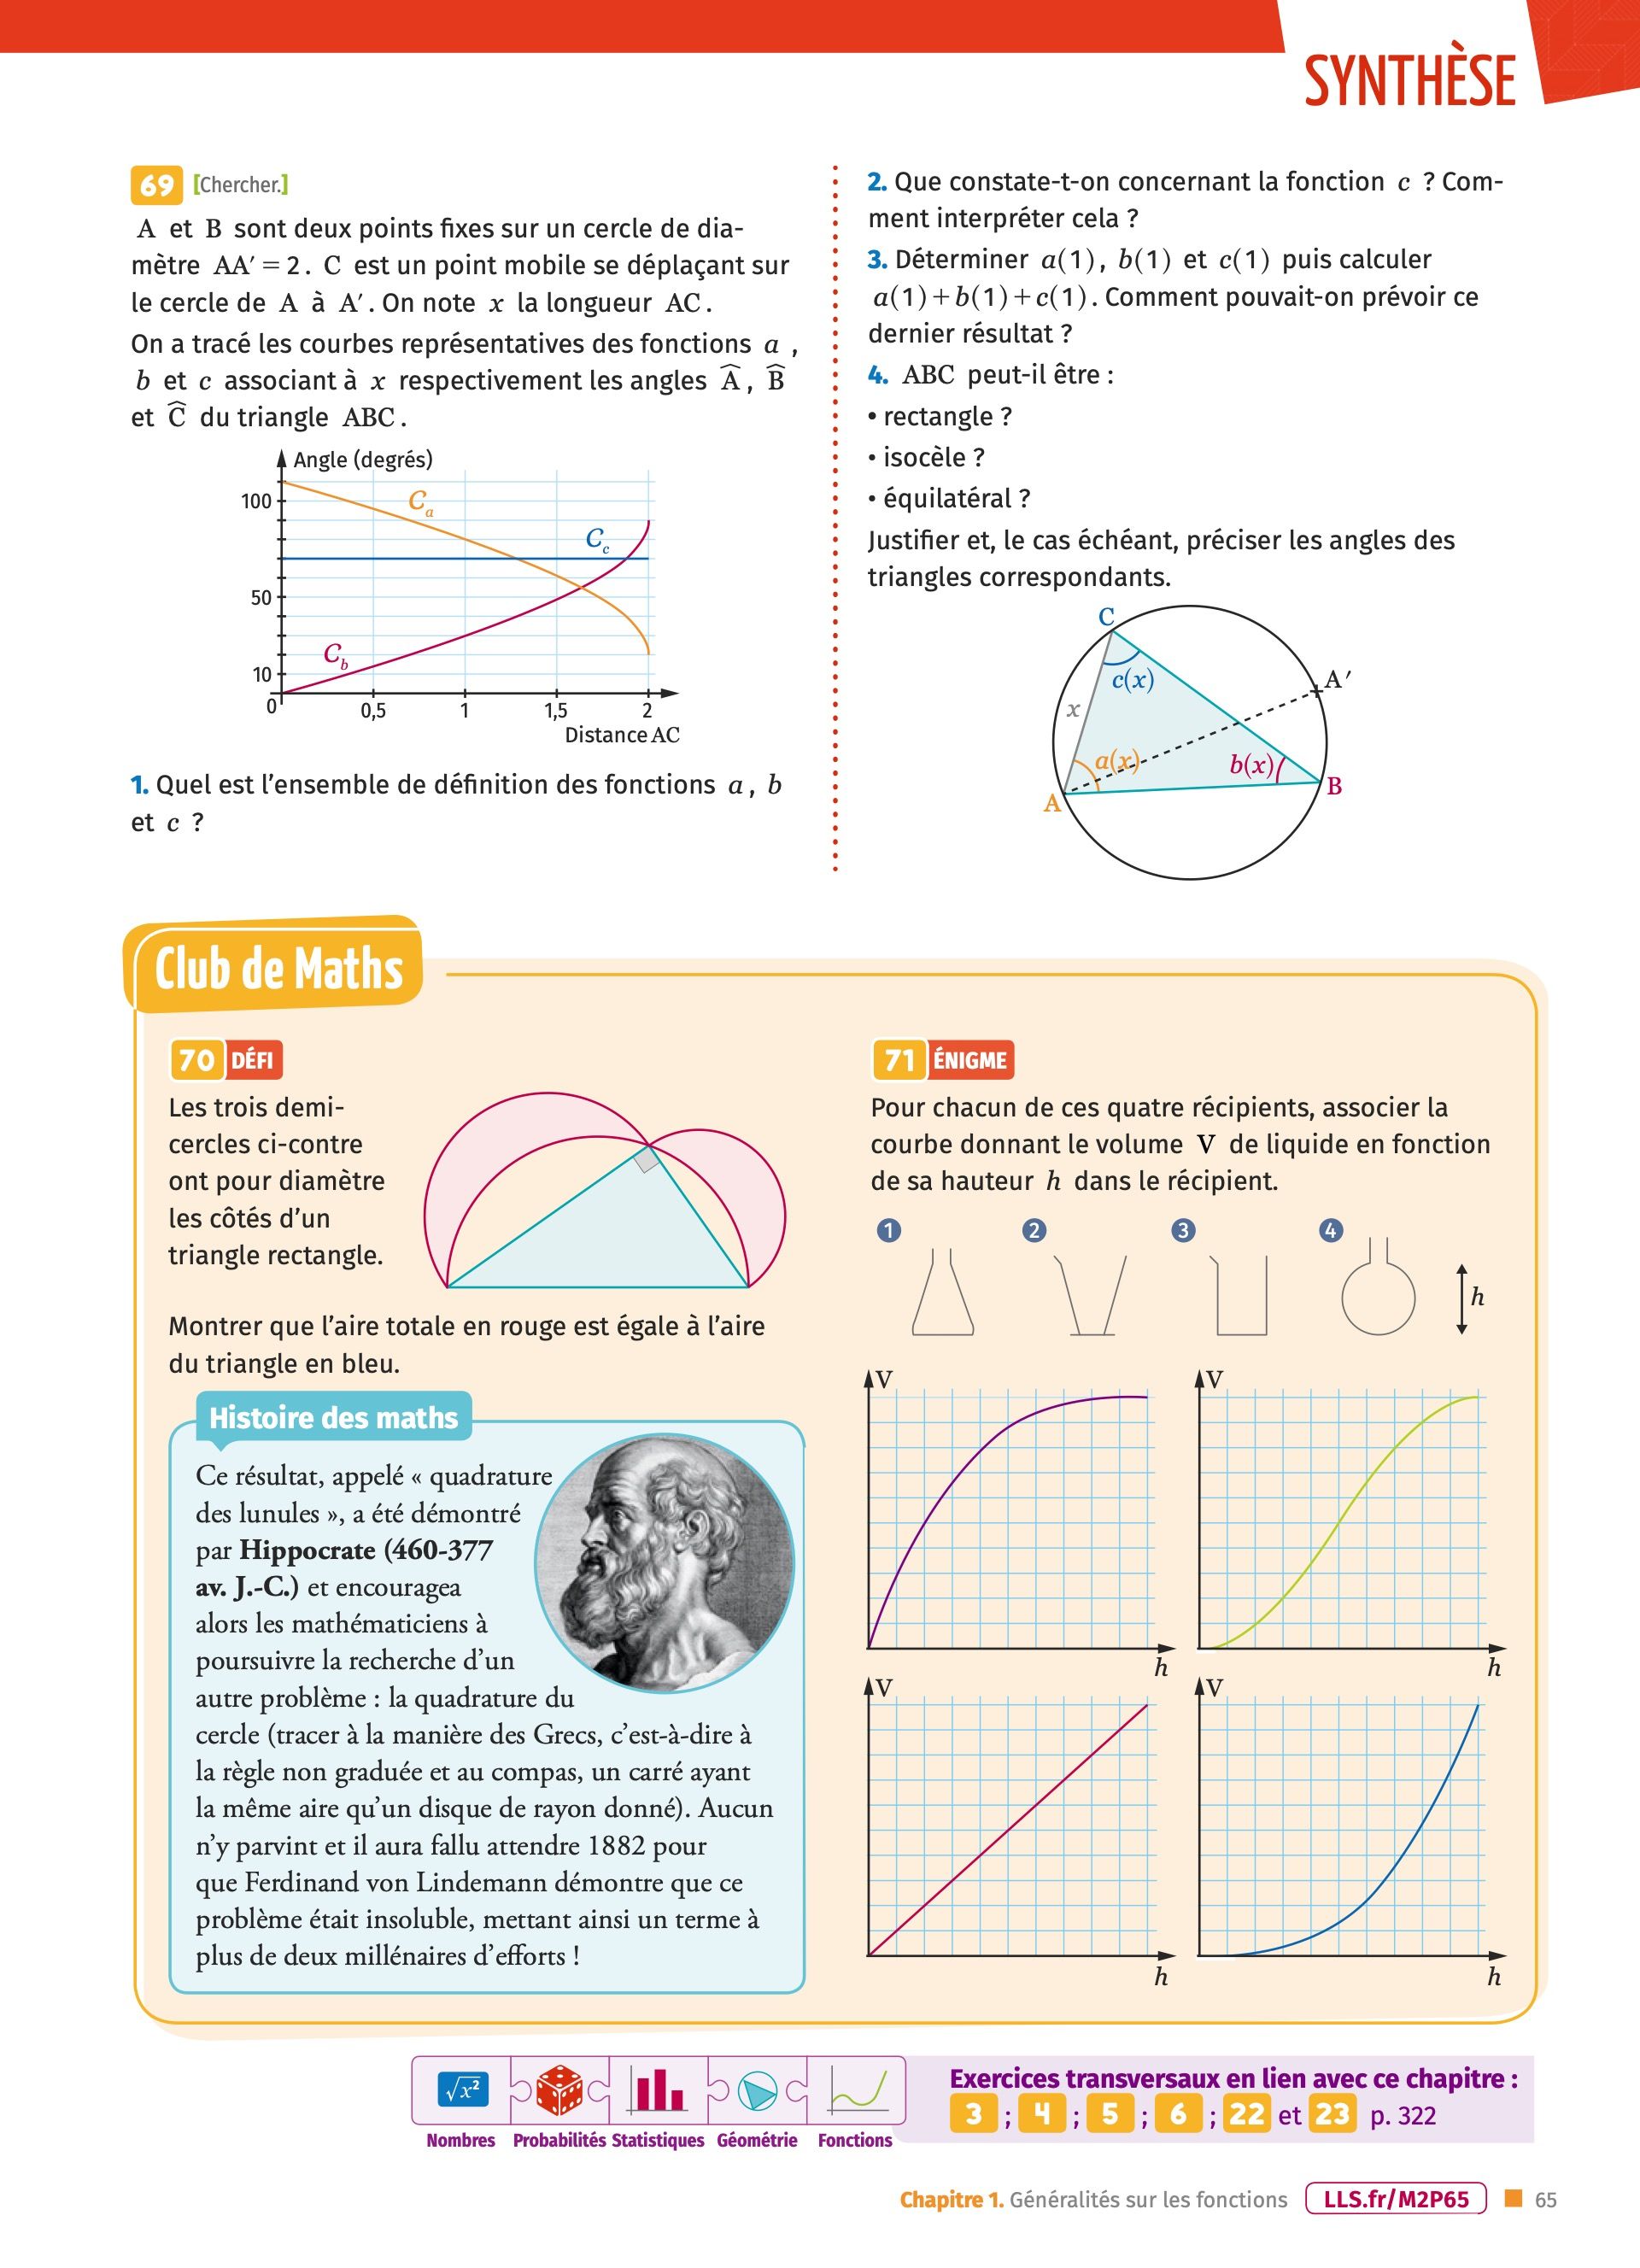 SYNTHÈSE
69 [Chercher.]
A et B sont deux points fixes sur un cercle de dia-
mètre AA′ = 2. C est un point mobile se déplaçant sur
le cercle de A à A′. On note x la longueur AC.
On a tracé les courbes représentatives des fonctions a,
b et c associant à x respectivement les angles Â, B̂
et Ĉ du triangle ABC.
Angle (degrés)
100
50
10
0
0,5
1
1,5
2
Distance AC
C_a
C_c
C_b
1. Quel est l’ensemble de définition des fonctions a, b
et c ?
2. Que constate-t-on concernant la fonction c ? Com-
ment interpréter cela ?
3. Déterminer a(1), b(1) et c(1) puis calculer
a(1)+b(1)+c(1). Comment pouvait-on prévoir ce
dernier résultat ?
4. ABC peut-il être :
• rectangle ?
• isocèle ?
• équilatéral ?
Justifier et, le cas échéant, préciser les angles des
triangles correspondants.
C
c(x)
A′
x
a(x)
b(x)
A
B
Club de Maths
70 DÉFI
Les trois demi-
cercles ci-contre
ont pour diamètre
les côtés d’un
triangle rectangle.
Montrer que l’aire totale en rouge est égale à l’aire
du triangle en bleu.
Histoire des maths
Ce résultat, appelé « quadrature
des lunules », a été démontré
par Hippocrate (460-377
av. J.-C.) et encouragea
alors les mathématiciens à
poursuivre la recherche d’un
autre problème : la quadrature du
cercle (tracer à la manière des Grecs, c’est-à-dire à
la règle non graduée et au compas, un carré ayant
la même aire qu’un disque de rayon donné). Aucun
n’y parvint et il aura fallu attendre 1882 pour
que Ferdinand von Lindemann démontre que ce
problème était insoluble, mettant ainsi un terme à
plus de deux millénaires d’efforts !
71 ÉNIGME
Pour chacun de ces quatre récipients, associer la
courbe donnant le volume V de liquide en fonction
de sa hauteur h dans le récipient.
1 2 3 4
h
V
h
V
h
V
h
V
h
√x²
Nombres Probabilités Statistiques Géométrie Fonctions
Exercices transversaux en lien avec ce chapitre :
3 ; 4 ; 5 ; 6 ; 22 et 23 p. 322
Chapitre 1. Généralités sur les fonctions LLS.fr/M2P65 65